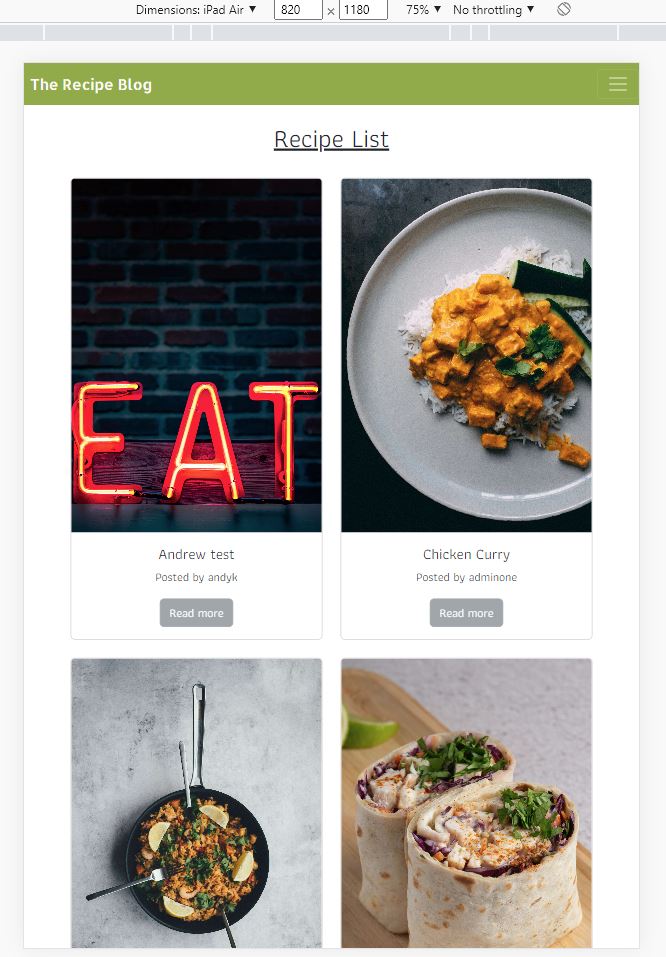 Dimensions: iPad Air ▼ 820 × 1180 75% ▼ No throttling ▼
The Recipe Blog
Recipe List
EAT
Andrew test
Posted by andyk
Read more
Chicken Curry
Posted by adminone
Read more